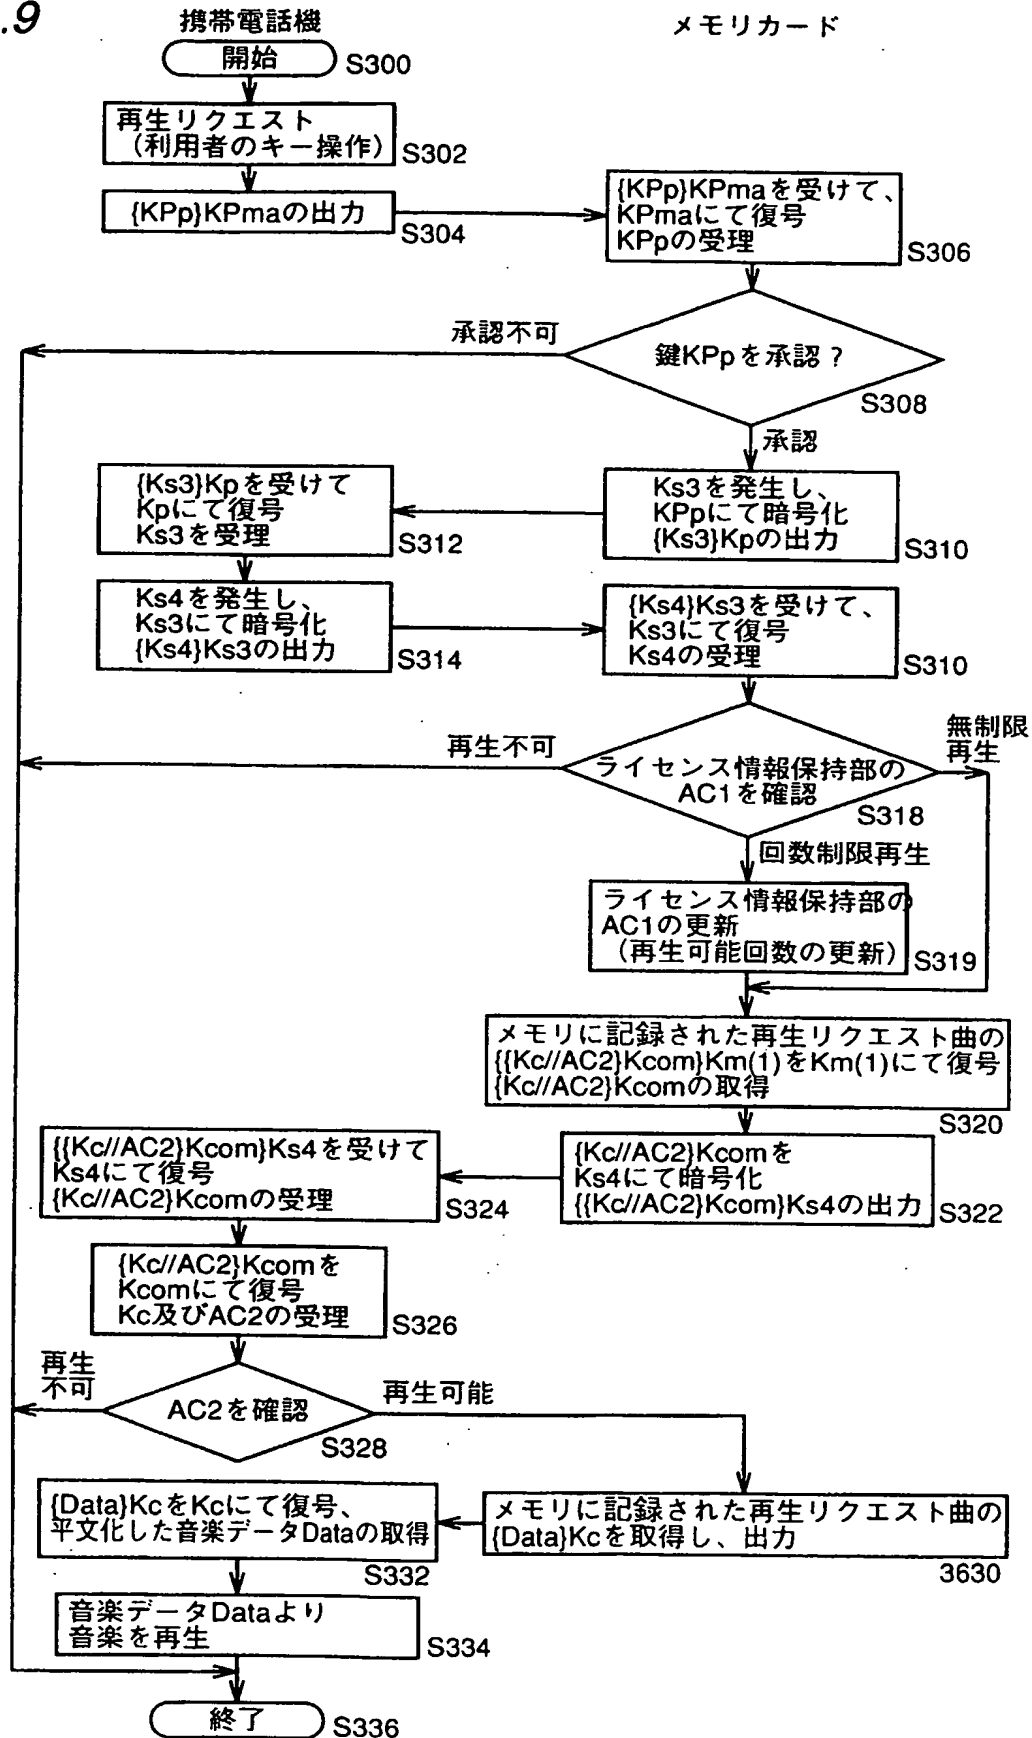 .9
携帯電話機
メモリカード
開始
S300
再生リクエスト
(利用者のキー操作)
S302
{KPp}KPmaの出力
S304
{KPp}KPmaを受けて、
KPmaにて復号
KPpの受理
S306
承認不可
鍵KPpを承認?
S308
承認
Ks3を発生し、
KPpにて暗号化
{Ks3}Kpの出力
S310
{Ks3}Kpを受けて
Kpにて復号
Ks3を受理
S312
Ks4を発生し、
Ks3にて暗号化
{Ks4}Ks3の出力
S314
{Ks4}Ks3を受けて、
Ks3にて復号
Ks4の受理
S310
再生不可
無制限
再生
ライセンス情報保持部の
AC1を確認
S318
回数制限再生
ライセンス情報保持部の
AC1の更新
(再生可能回数の更新)
S319
メモリに記録された再生リクエスト曲の
{{Kc//AC2}Kcom}Km(1)をKm(1)にて復号
{Kc//AC2}Kcomの取得
S320
{Kc//AC2}Kcomを
Ks4にて暗号化
{{Kc//AC2}Kcom}Ks4の出力
S322
{{Kc//AC2}Kcom}Ks4を受けて
Ks4にて復号
{Kc//AC2}Kcomの受理
S324
{Kc//AC2}Kcomを
Kcomにて復号
Kc及びAC2の受理
S326
再生
不可
AC2を確認
再生可能
S328
メモリに記録された再生リクエスト曲の
{Data}Kcを取得し、出力
3630
{Data}KcをKcにて復号、
平文化した音楽データDataの取得
S332
音楽データDataより
音楽を再生
S334
終了
S336